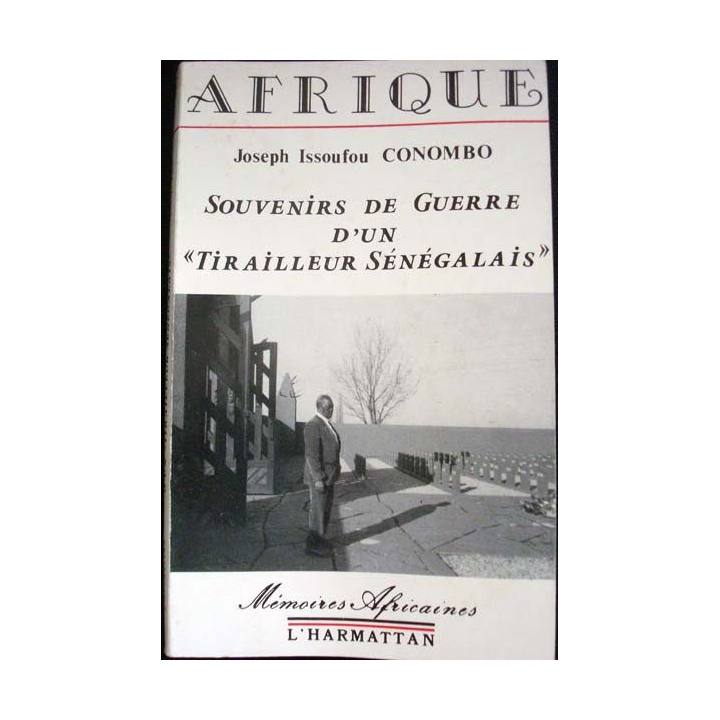 AFRIQUE
Joseph Issoufou CONOMBO
SOUVENIRS DE GUERRE
D'UN
«TIRAILLEUR SÉNÉGALAIS»
Mémoires Africaines
L'HARMATTAN